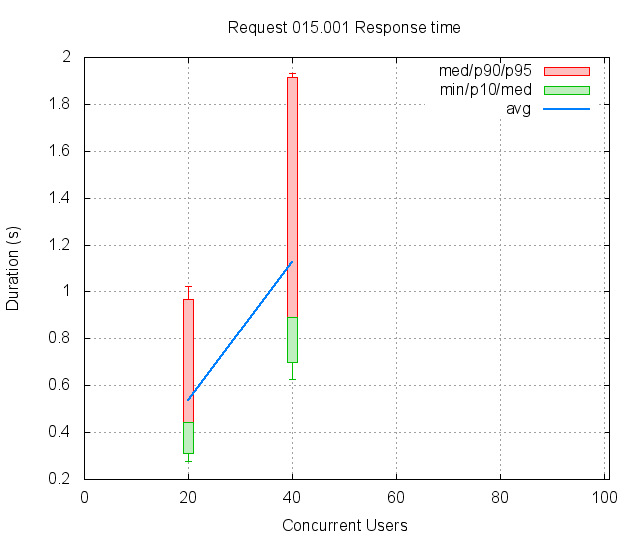 Request 015.001 Response time
med/p90/p95
min/p10/med
avg
2
1.8
1.6
1.4
1.2
1
0.8
0.6
0.4
0.2
Duration (s)
0 20 40 60 80 100
Concurrent Users